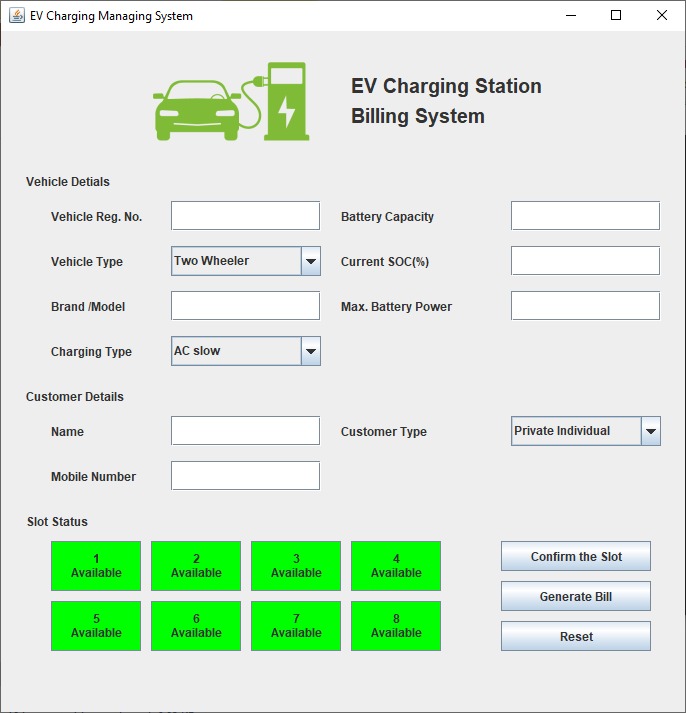 EV Charging Managing System
EV Charging Station
Billing System
Vehicle Detials
Vehicle Reg. No.
Battery Capacity
Vehicle Type
Two Wheeler
Current SOC(%)
Brand /Model
Max. Battery Power
Charging Type
AC slow
Customer Details
Name
Customer Type
Private Individual
Mobile Number
Slot Status
1
Available
2
Available
3
Available
4
Available
Confirm the Slot
Generate Bill
5
Available
6
Available
7
Available
8
Available
Reset